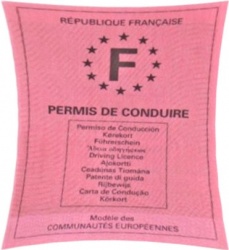 RÉPUBLIQUE FRANÇAISE
F
PERMIS DE CONDUIRE
Permiso de Conducción
Kørekort
Führerschein
Driving Licence
Ajokortti
Ceadúnas Tiomána
Patente di guida
Rijbewijs
Carta de Condução
Körkort
Modèle des
COMMUNAUTES EUROPÉENNES